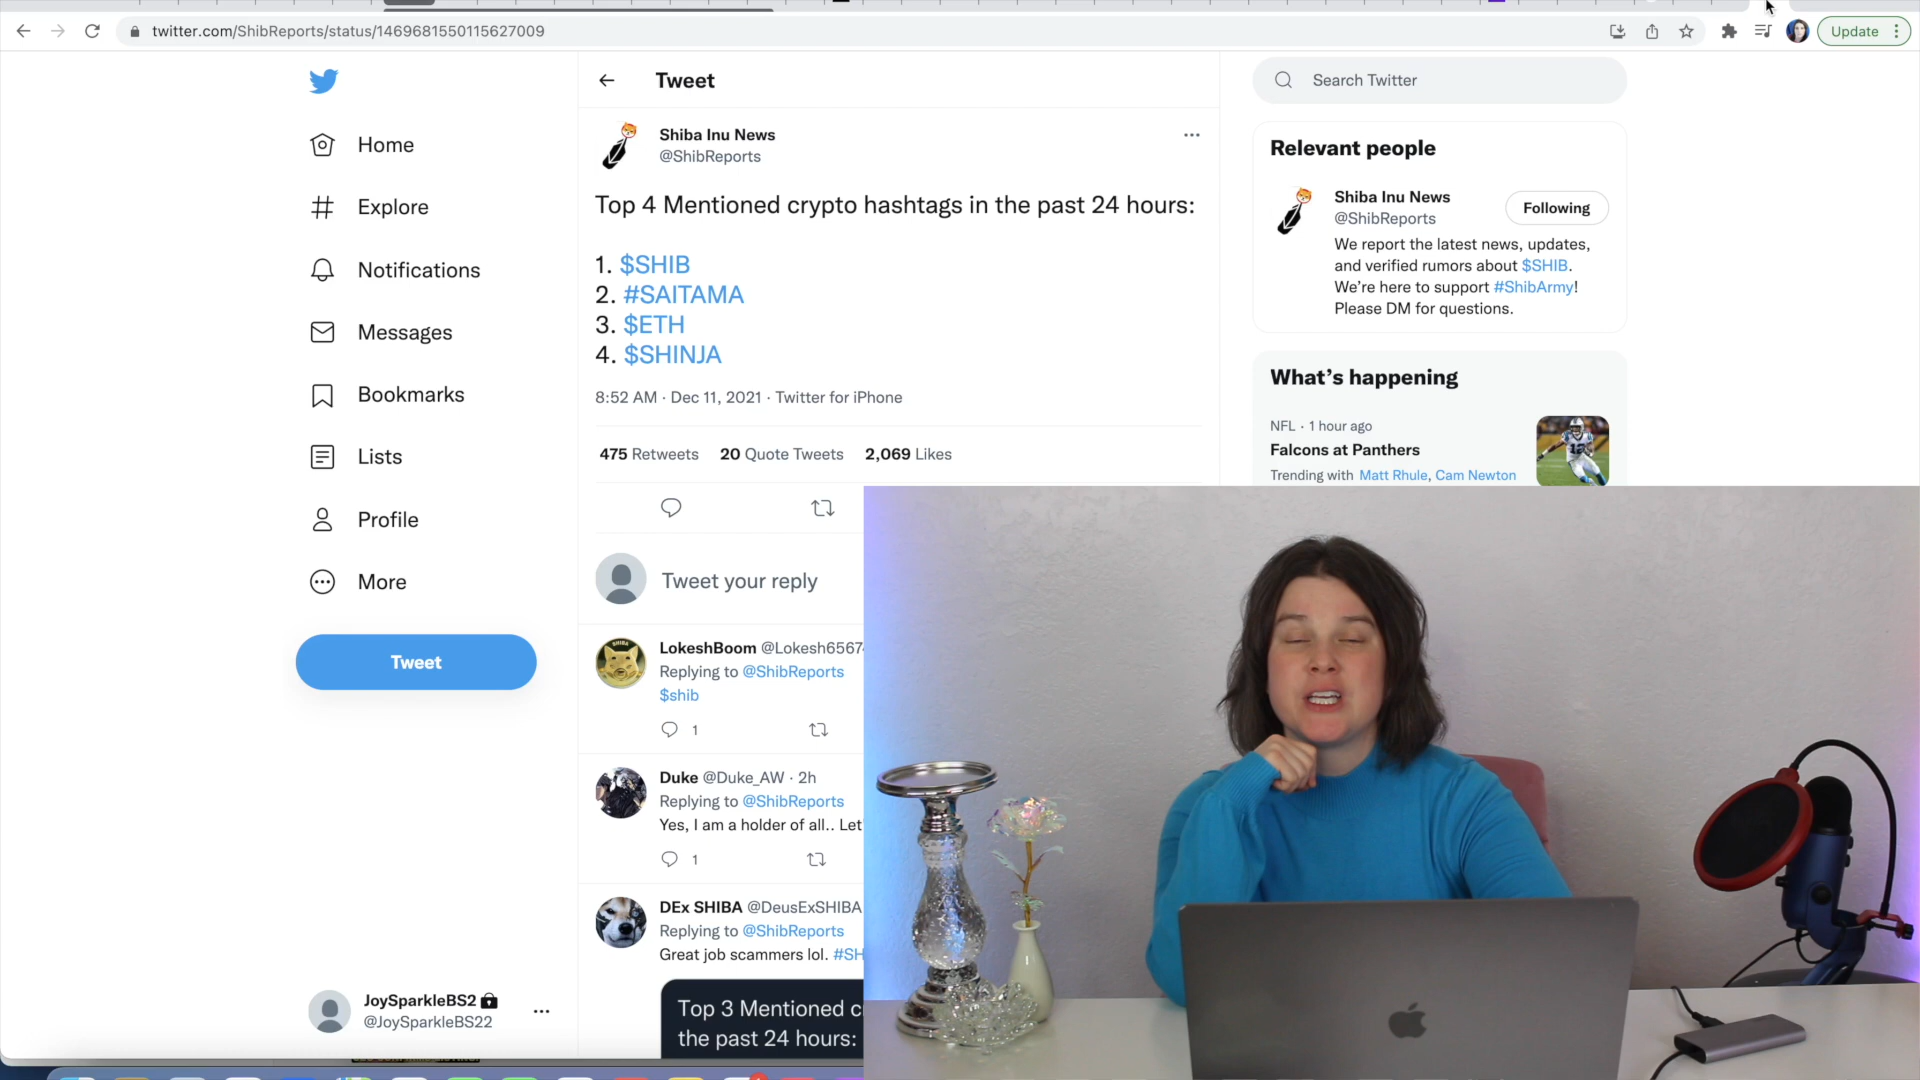 twitter.com/ShibReports/status/1469681550115627009
Update
Home
Explore
Notifications
Messages
Bookmarks
Lists
Profile
More
Tweet
JoySparkleBS2
@JoySparkleBS22
Tweet
Shiba Inu News
@ShibReports
Top 4 Mentioned crypto hashtags in the past 24 hours:
1. $SHIB
2. #SAITAMA
3. $ETH
4. $SHINJA
8:52 AM · Dec 11, 2021 · Twitter for iPhone
475 Retweets 20 Quote Tweets 2,069 Likes
Tweet your reply
LokeshBoom @Lokesh6567
Replying to @ShibReports
$shib
1
Duke @Duke_AW · 2h
Replying to @ShibReports
Yes, I am a holder of all.. Let
1
DEx SHIBA @DeusExSHIBA
Replying to @ShibReports
Great job scammers lol. #SH
Top 3 Mentioned c
the past 24 hours:
Search Twitter
Relevant people
Shiba Inu News
@ShibReports
Following
We report the latest news, updates,
and verified rumors about $SHIB.
We're here to support #ShibArmy!
Please DM for questions.
What's happening
NFL · 1 hour ago
Falcons at Panthers
Trending with Matt Rhule, Cam Newton